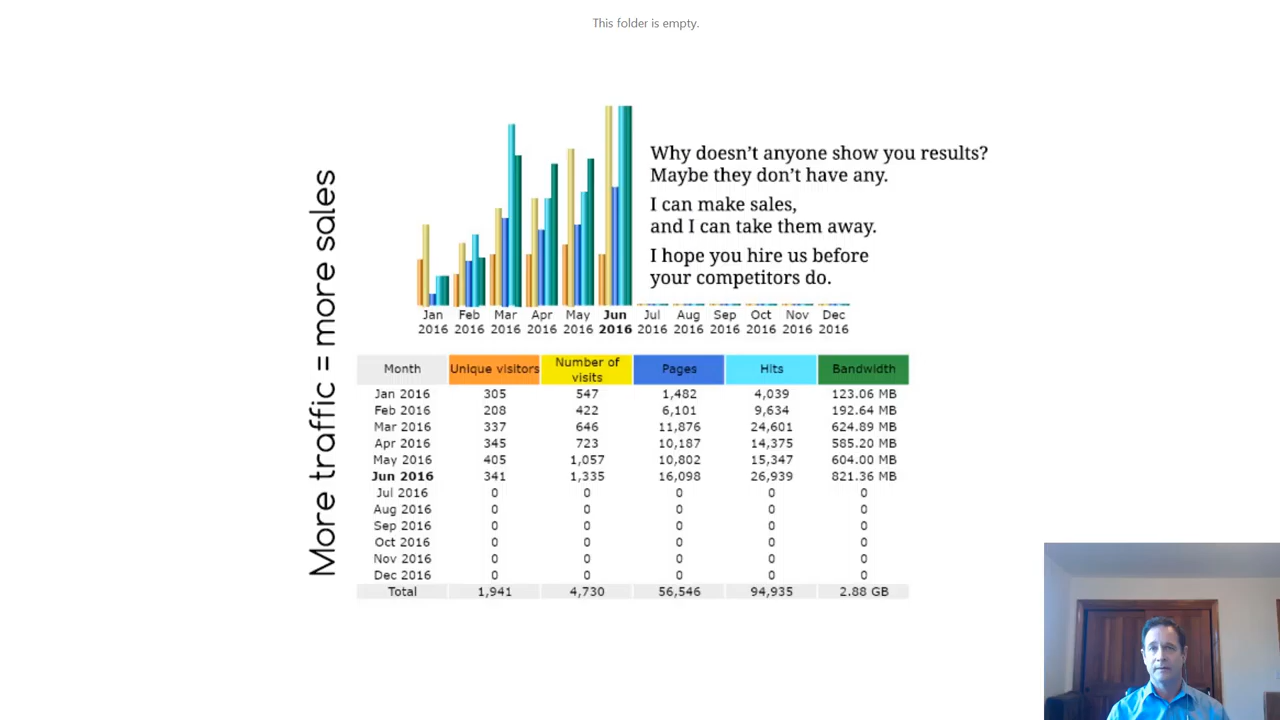 This folder is empty.
More traffic = more sales
Why doesn't anyone show you results?
Maybe they don't have any.
I can make sales,
and I can take them away.
I hope you hire us before
your competitors do.
Jan Feb Mar Apr May Jun Jul Aug Sep Oct Nov Dec
2016 2016 2016 2016 2016 2016 2016 2016 2016 2016 2016 2016
Month Unique visitors Number of visits Pages Hits Bandwidth
Jan 2016 305 547 1,482 4,039 123.06 MB
Feb 2016 208 422 6,101 9,634 192.64 MB
Mar 2016 337 646 11,876 24,601 624.89 MB
Apr 2016 345 723 10,187 14,375 585.20 MB
May 2016 405 1,057 10,802 15,347 604.00 MB
Jun 2016 341 1,335 16,098 26,939 821.36 MB
Jul 2016 0 0 0 0 0
Aug 2016 0 0 0 0 0
Sep 2016 0 0 0 0 0
Oct 2016 0 0 0 0 0
Nov 2016 0 0 0 0 0
Dec 2016 0 0 0 0 0
Total 1,941 4,730 56,546 94,935 2.88 GB